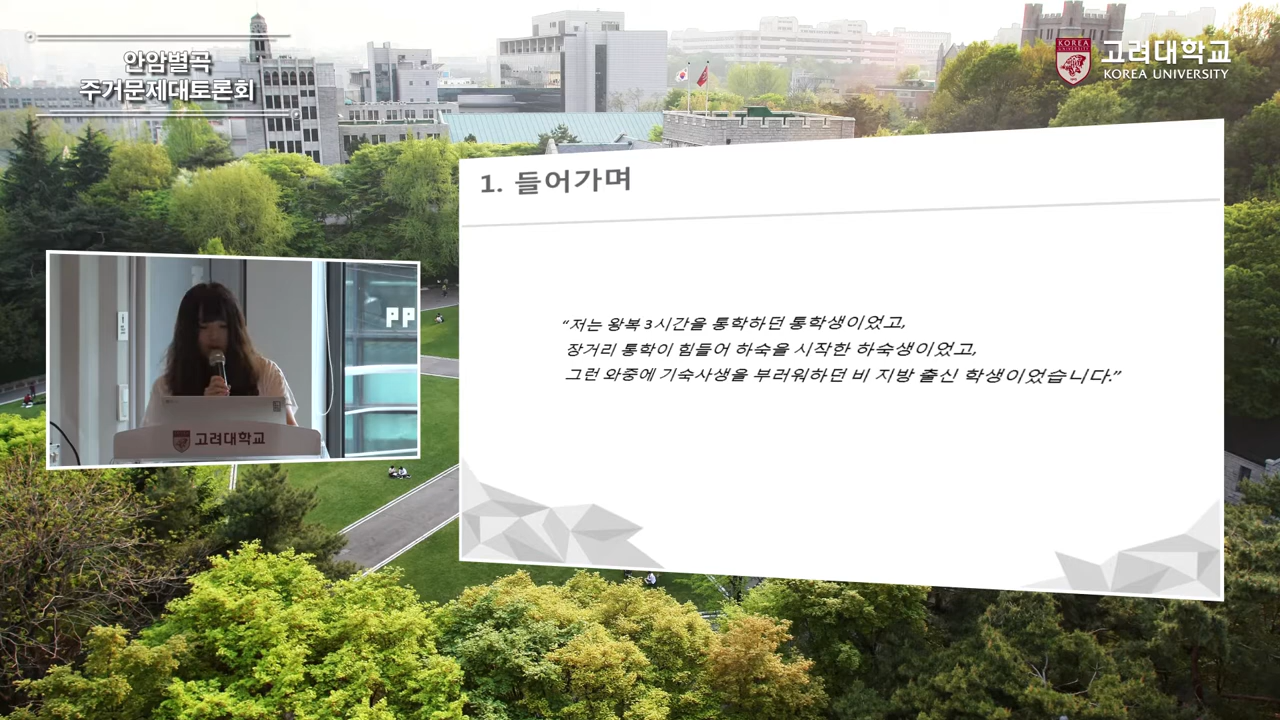 안암별곡
주거문제대토론회
고려대학교
KOREA UNIVERSITY
KOREA
1. 들어가며
“저는 왕복 3시간을 통학하던 통학생이었고,
장거리 통학이 힘들어 하숙을 시작한 하숙생이었고,
그런 와중에 기숙사생을 부러워하던 비 지방 출신 학생이었습니다.”
PP
고려대학교